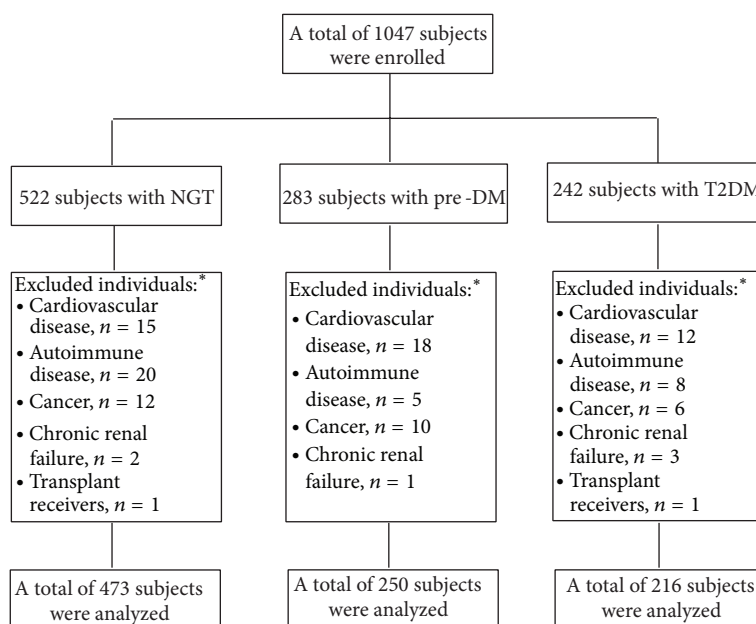 A total of 1047 subjects
were enrolled
522 subjects with NGT
283 subjects with pre-DM
242 subjects with T2DM
Excluded individuals:*
• Cardiovascular
disease, n = 15
• Autoimmune
disease, n = 20
• Cancer, n = 12
• Chronic renal
failure, n = 2
• Transplant
receivers, n = 1
Excluded individuals:*
• Cardiovascular
disease, n = 18
• Autoimmune
disease, n = 5
• Cancer, n = 10
• Chronic renal
failure, n = 1
Excluded individuals:*
• Cardiovascular
disease, n = 12
• Autoimmune
disease, n = 8
• Cancer, n = 6
• Chronic renal
failure, n = 3
• Transplant
receivers, n = 1
A total of 473 subjects
were analyzed
A total of 250 subjects
were analyzed
A total of 216 subjects
were analyzed